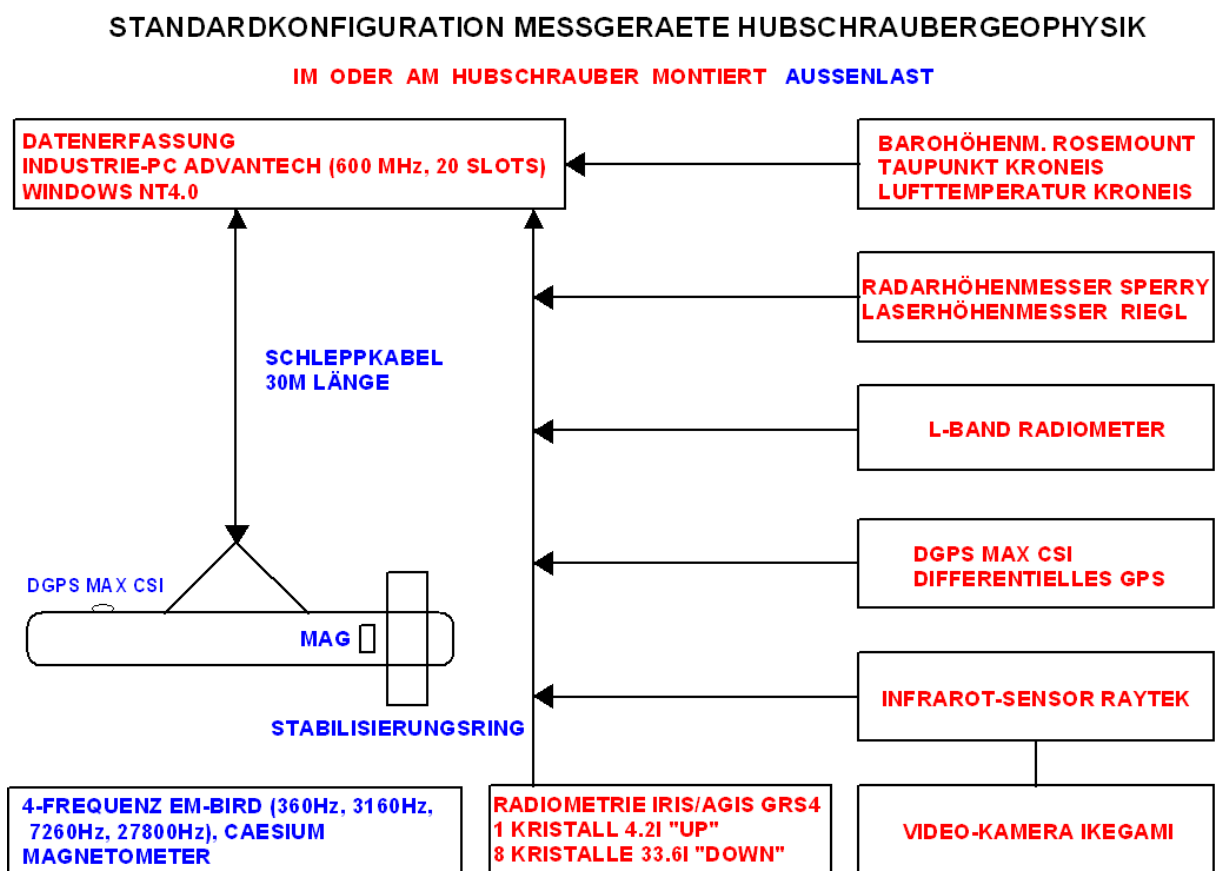 STANDARDKONFIGURATION MESSGERAETE HUBSCHRAUBERGEOPHYSIK
IM ODER AM HUBSCHRAUBER MONTIERT AUSSENLAST
DATENERFASSUNG
INDUSTRIE-PC ADVANTECH (600 MHz, 20 SLOTS)
WINDOWS NT4.0
BAROHÖHENM. ROSEMOUNT
TAUPUNKT KRONEIS
LUFTTEMPERATUR KRONEIS
RADARHÖHENMESSER SPERRY
LASERHÖHENMESSER RIEGL
SCHLEPPKABEL
30M LÄNGE
L-BAND RADIOMETER
DGPS MAX CSI
DIFFERENTIELLES GPS
DGPS MAX CSI
MAG
STABILISIERUNGSRING
INFRAROT-SENSOR RAYTEK
4-FREQUENZ EM-BIRD (360Hz, 3160Hz,
7260Hz, 27800Hz), CAESIUM
MAGNETOMETER
RADIOMETRIE IRIS/AGIS GRS4
1 KRISTALL 4.2l "UP"
8 KRISTALLE 33.6l "DOWN"
VIDEO-KAMERA IKEGAMI